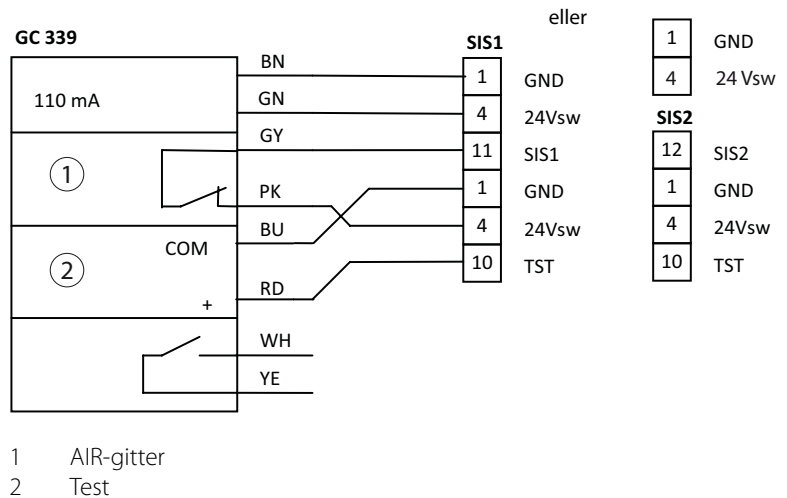 GC 339
110 mA
1
COM
2
+
BN
GN
GY
PK
BU
RD
WH
YE
SIS1
1 GND
4 24Vsw
11 SIS1
1 GND
4 24Vsw
10 TST
eller
1 GND
4 24 Vsw
SIS2
12 SIS2
1 GND
4 24Vsw
10 TST
1 AIR-gitter
2 Test